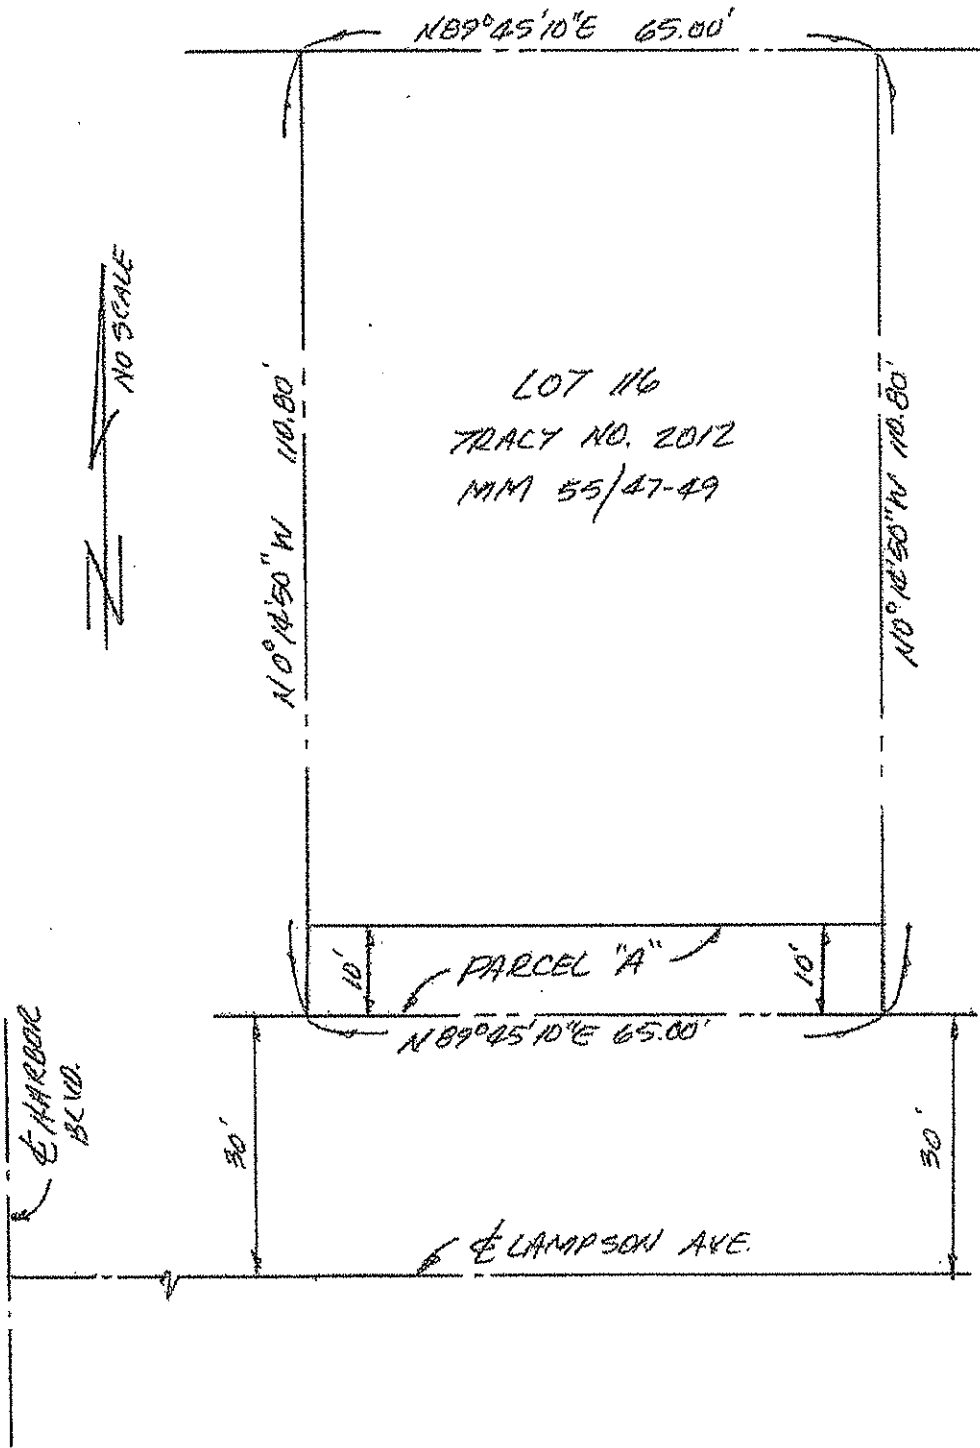 N89°45'10"E 65.00'
NO SCALE
N
N0°14'50"W 110.80'
LOT 116
TRACT NO. 2012
MM 55/47-49
N0°14'50"W 110.80'
10'
PARCEL "A"
10'
N89°45'10"E 65.00'
℄ HARBOR
BLVD.
30'
30'
℄ LAMPSON AVE.